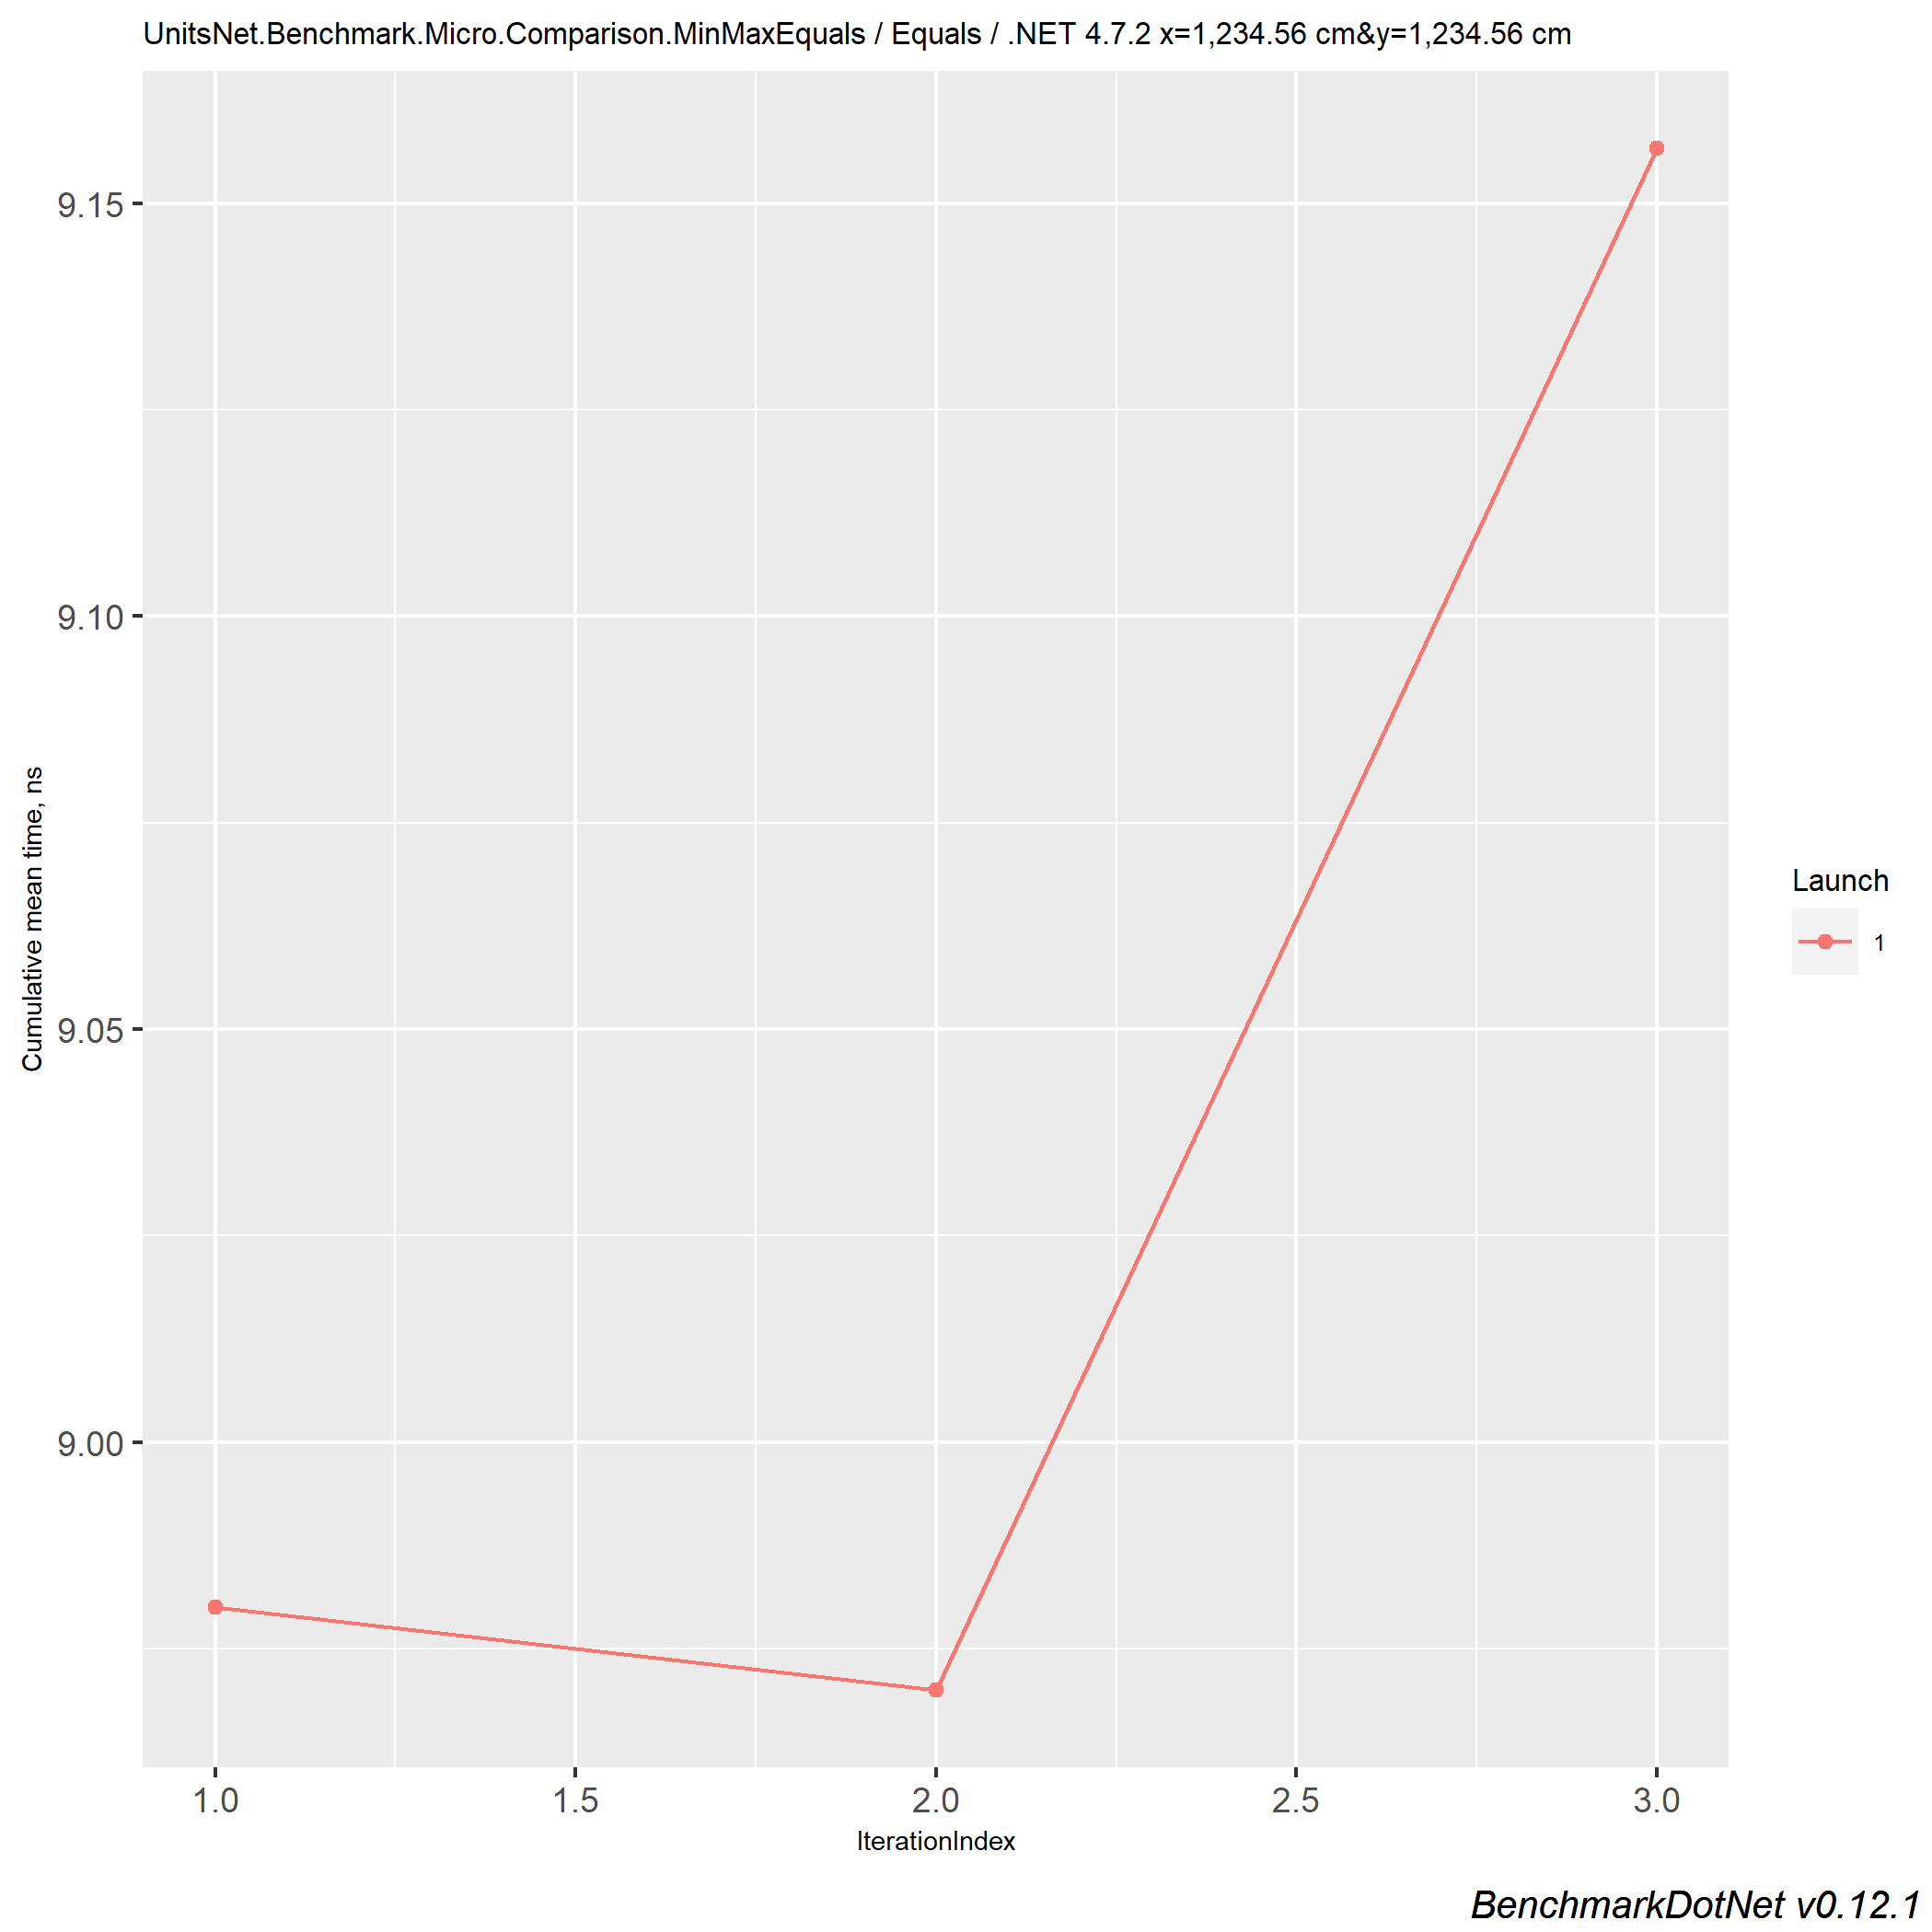 UnitsNet.Benchmark.Micro.Comparison.MinMaxEquals / Equals / .NET 4.7.2 x=1,234.56 cm&y=1,234.56 cm
Cumulative mean time, ns
9.15
9.10
9.05
9.00
1.0 1.5 2.0 2.5 3.0
IterationIndex
Launch
1
BenchmarkDotNet v0.12.1